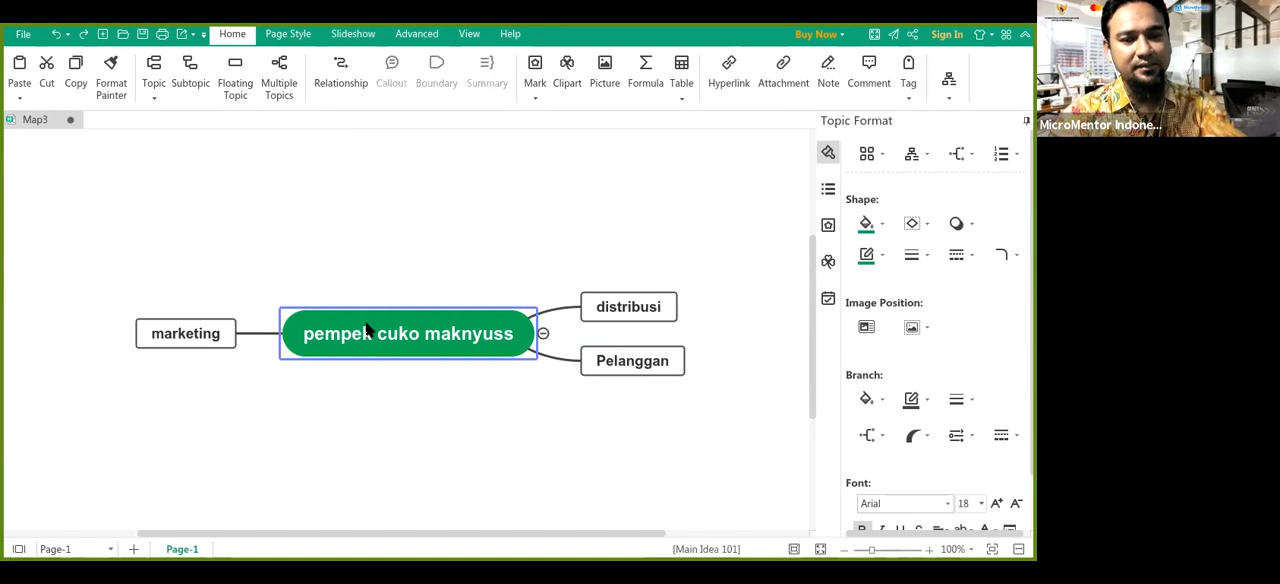 File Home Page Style Slideshow Advanced View Help Buy Now Sign In
Paste Cut Copy Format Painter Topic Subtopic Floating Topic Multiple Topics Relationship Callout Boundary Summary Mark Clipart Picture Formula Table Hyperlink Attachment Note Comment Tag
MicroMentor Indone...
Map3
Topic Format
Shape:
marketing
pempek cuko maknyuss
distribusi
Pelanggan
Image Position:
Branch:
Font:
Arial 18
Page-1 Page-1 [Main Idea 101] 100%